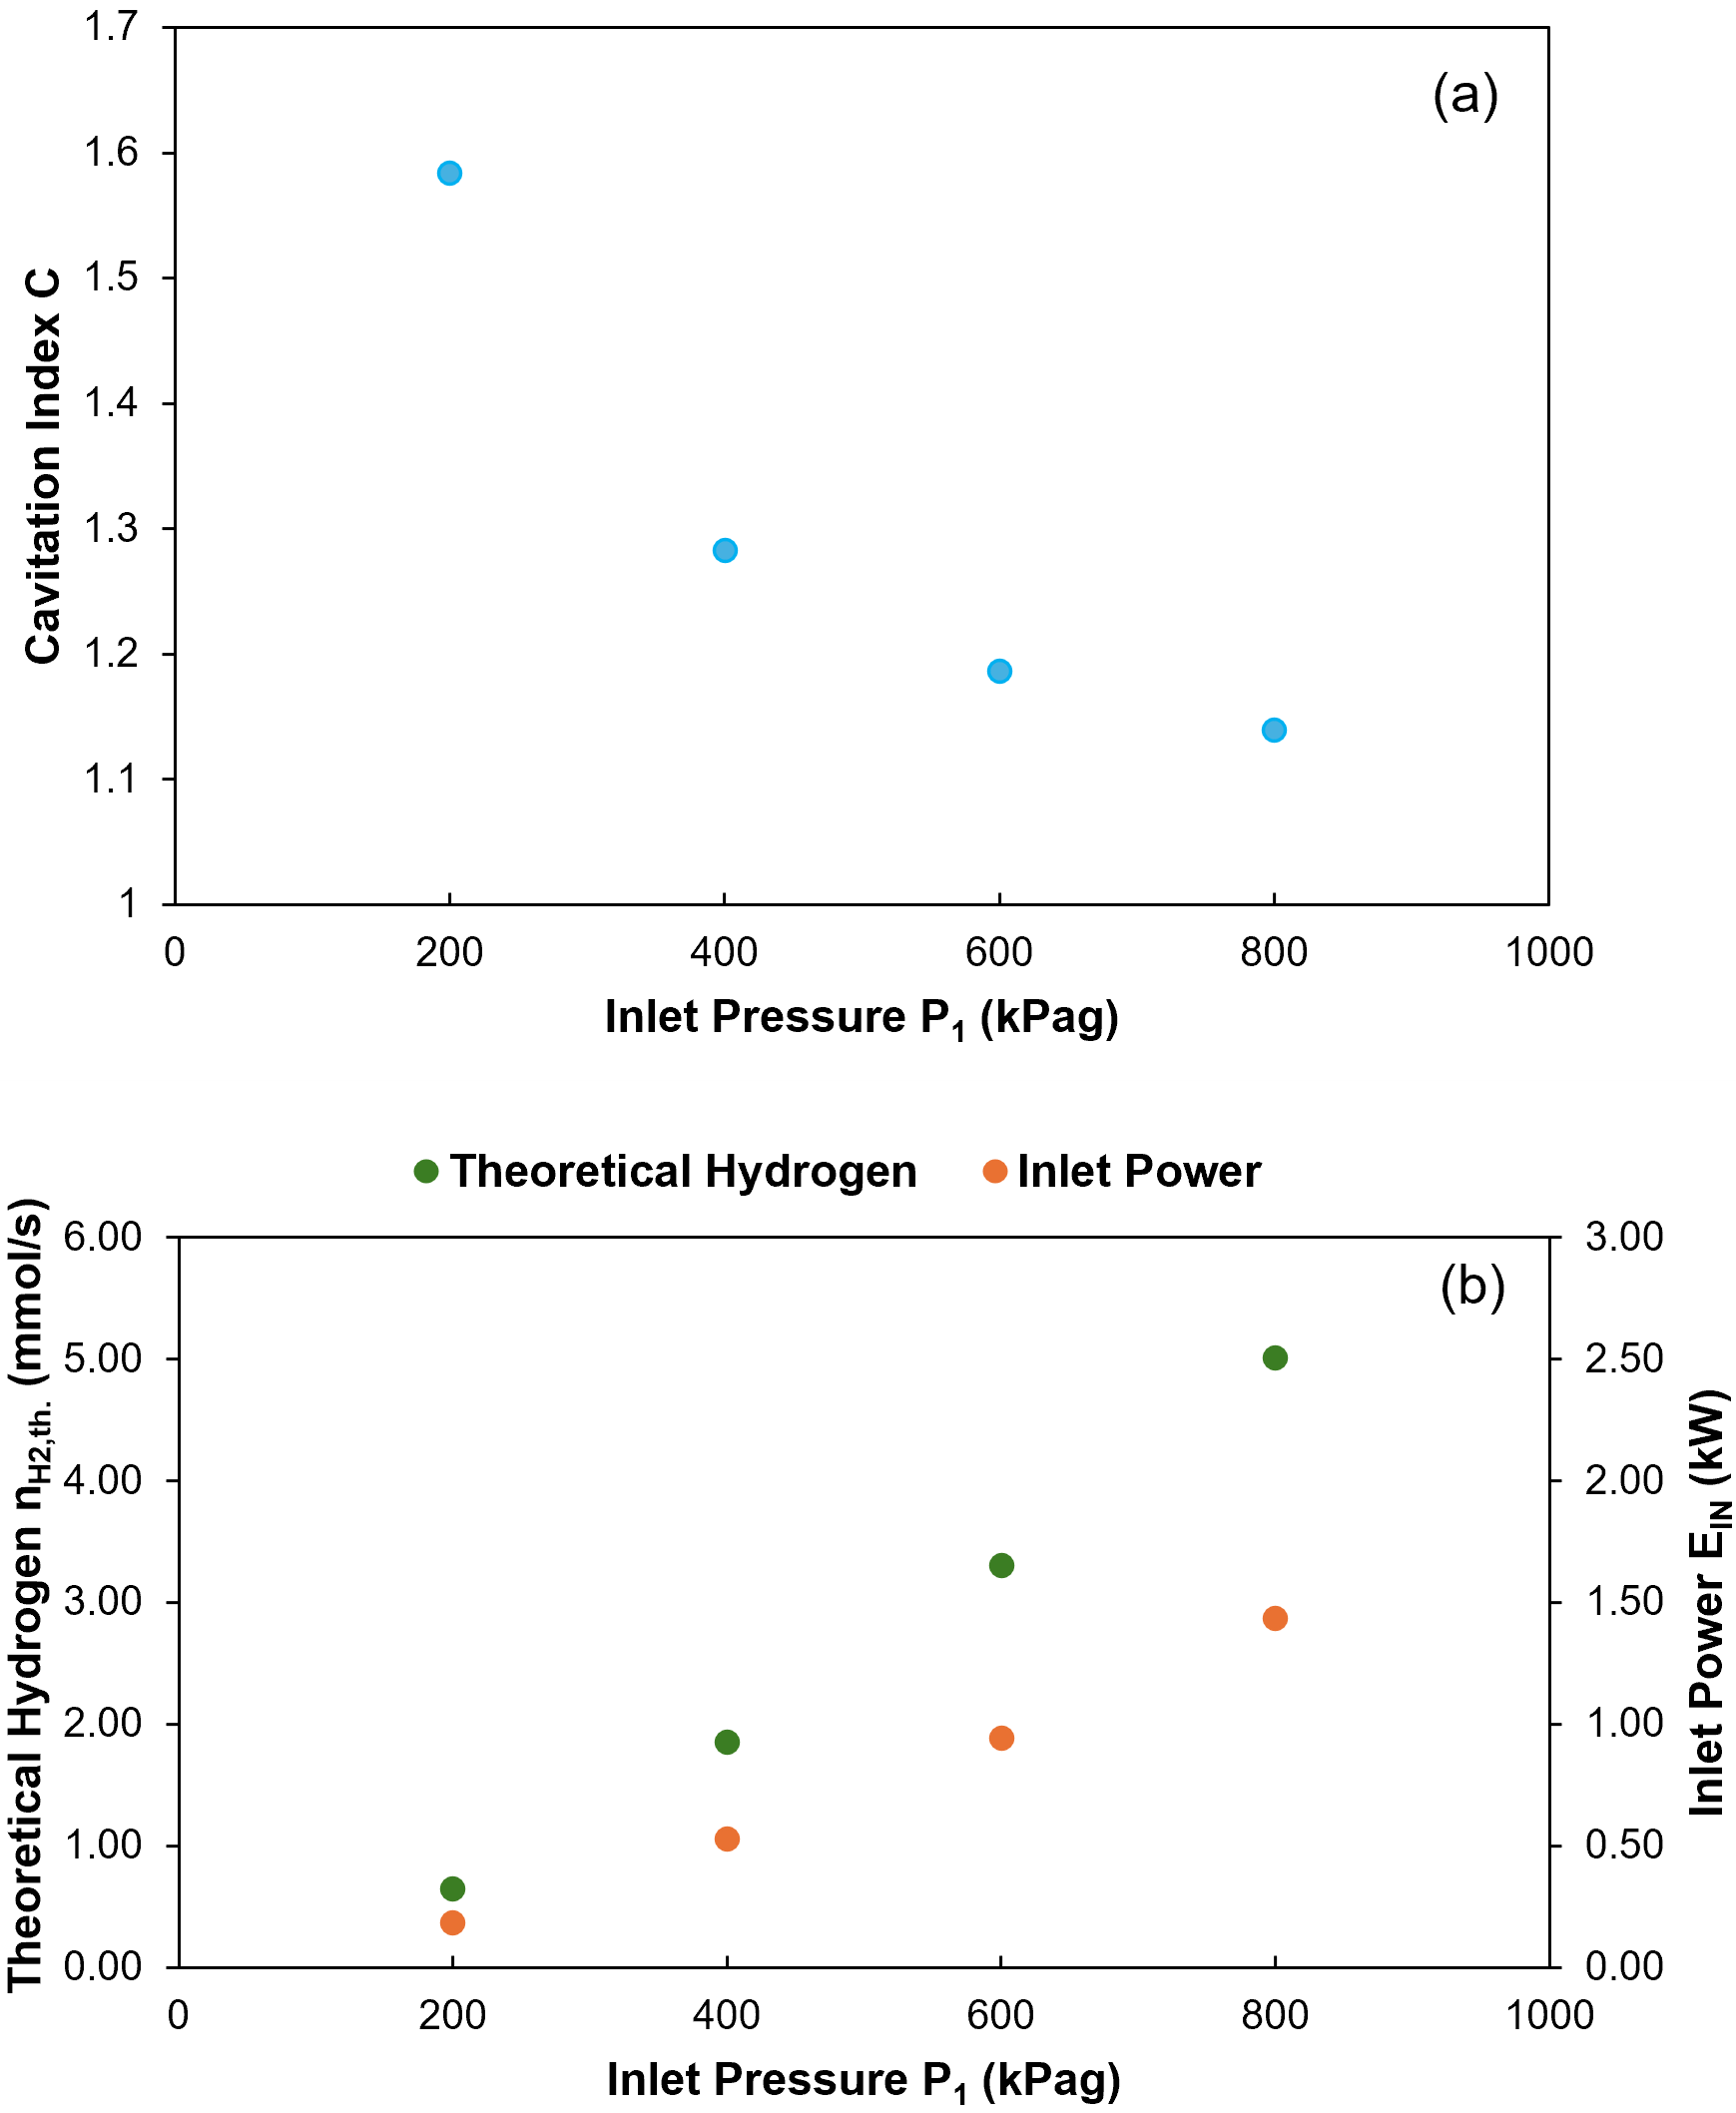 1.7
(a)
1.6
1.5
1.4
1.3
1.2
1.1
1
Cavitation Index C
0 200 400 600 800 1000
Inlet Pressure P1 (kPag)
Theoretical Hydrogen Inlet Power
6.00 3.00
(b)
5.00 2.50
4.00 2.00
3.00 1.50
2.00 1.00
1.00 0.50
0.00 0.00
Theoretical Hydrogen nH2,th. (mmol/s)
Inlet Power EIN (kW)
0 200 400 600 800 1000
Inlet Pressure P1 (kPag)